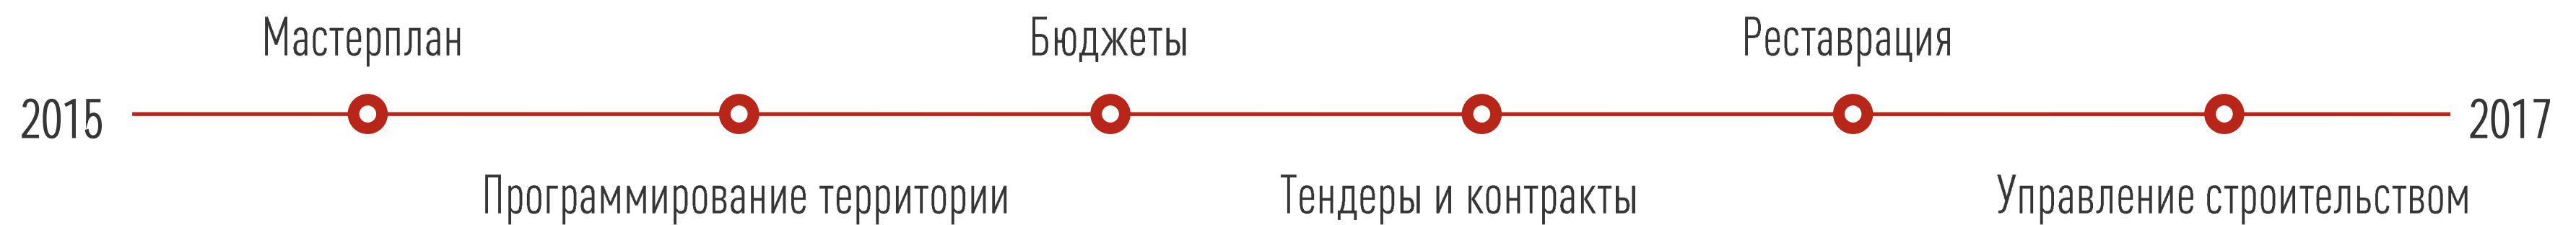 Мастерплан
Бюджеты
Реставрация
2015
2017
Программирование территории
Тендеры и контракты
Управление строительством